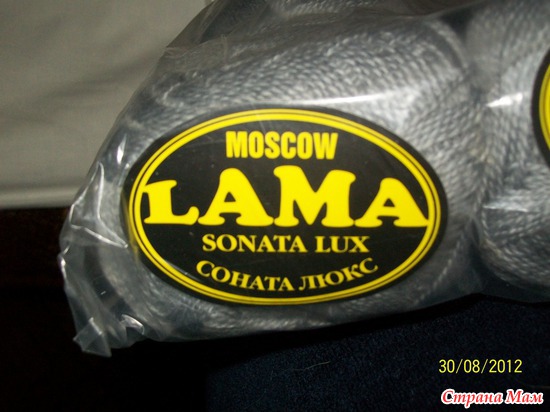 MOSCOW
LAMA
SONATA LUX
СОНАТА ЛЮКС
30/08/2012
Страна Мам